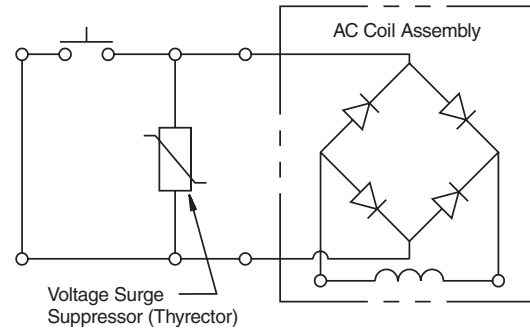 AC Coil Assembly
Voltage Surge
Suppressor (Thyrector)